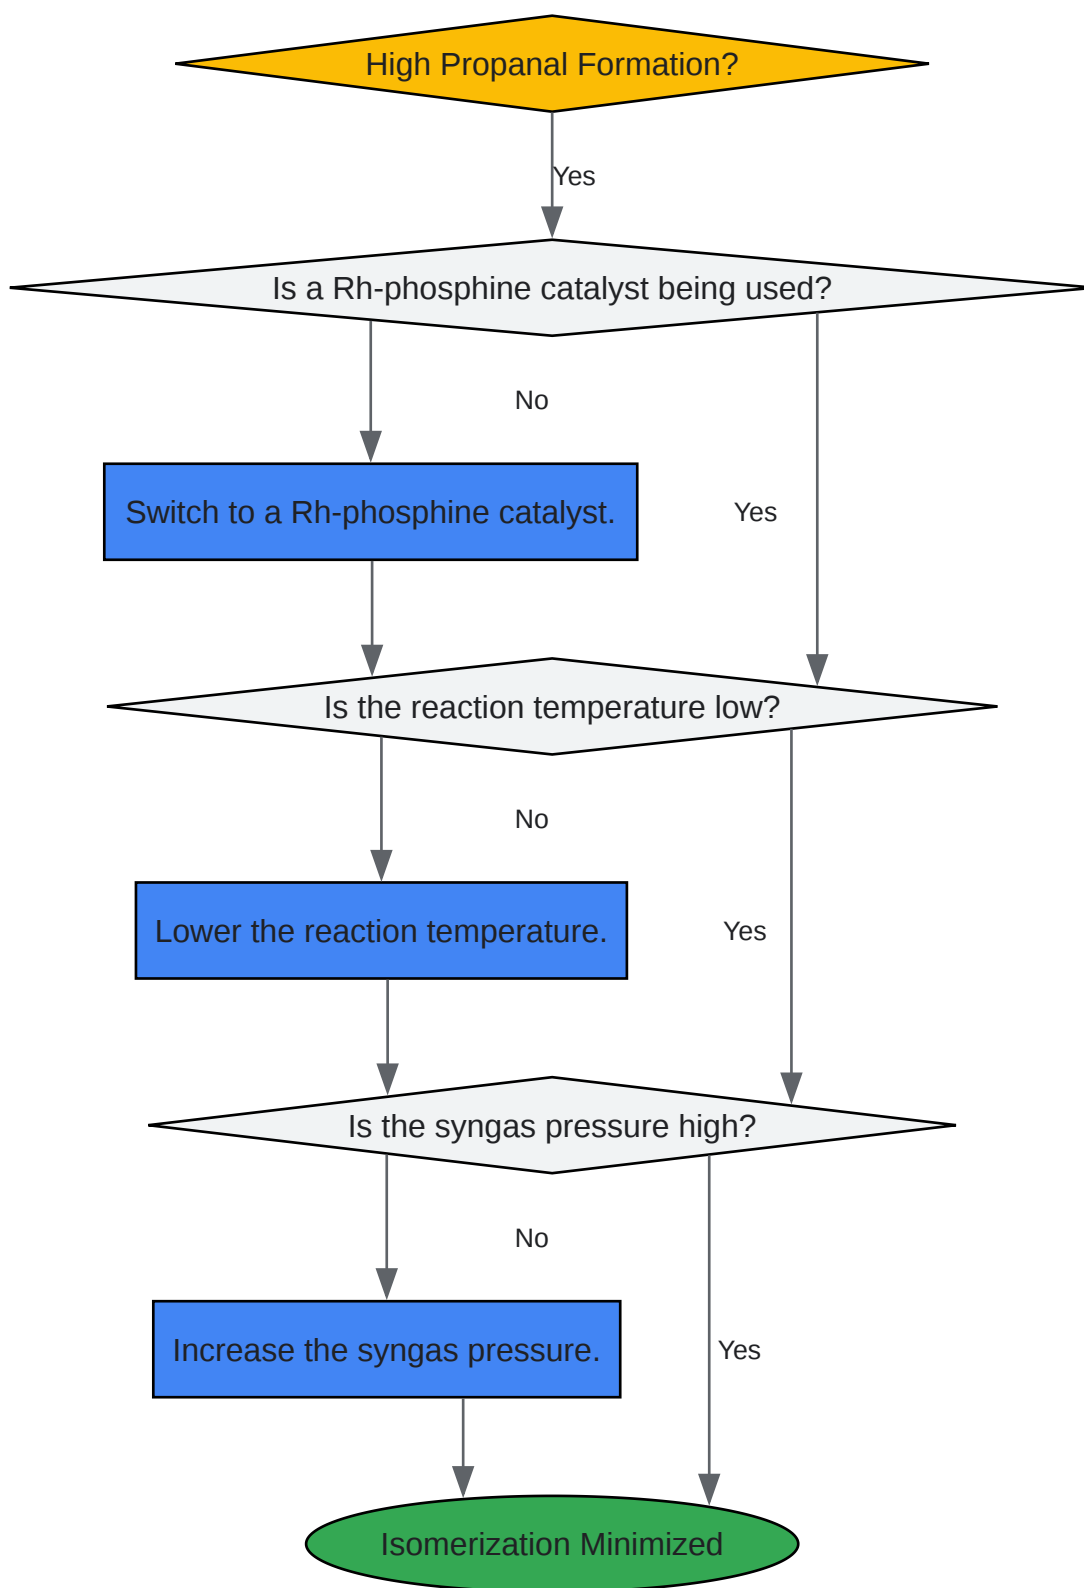 High Propanal Formation?
Yes
Is a Rh-phosphine catalyst being used?
No
Switch to a Rh-phosphine catalyst.
Yes
Is the reaction temperature low?
No
Lower the reaction temperature.
Yes
Is the syngas pressure high?
No
Increase the syngas pressure.
Yes
Isomerization Minimized